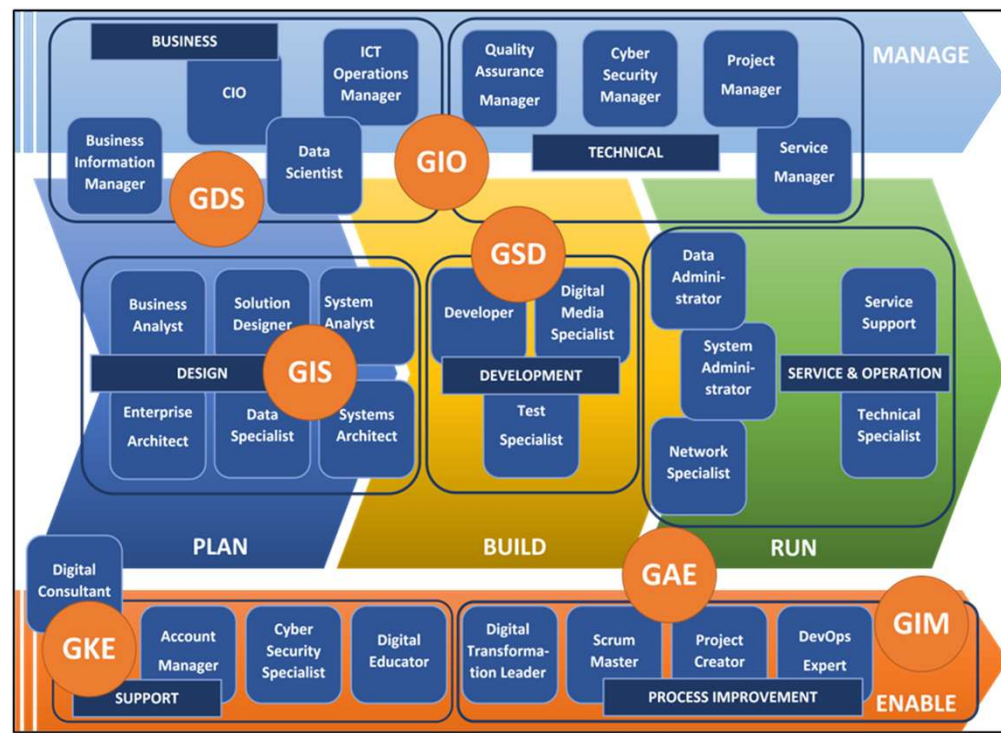 BUSINESS
CIO
ICT
Operations
Manager
Quality
Assurance
Manager
Cyber
Security
Manager
Project
Manager
MANAGE
Business
Information
Manager
Data
Scientist
GDS
GIO
TECHNICAL
Service
Manager
GSD
Business
Analyst
Solution
Designer
System
Analyst
DESIGN
GIS
Enterprise
Architect
Data
Specialist
Systems
Architect
PLAN
Developer
Digital
Media
Specialist
DEVELOPMENT
Test
Specialist
BUILD
Data
Admini-
strator
System
Admini-
strator
Network
Specialist
Service
Support
SERVICE & OPERATION
Technical
Specialist
RUN
Digital
Consultant
GKE
Account
Manager
Cyber
Security
Specialist
Digital
Educator
SUPPORT
GAE
GIM
Digital
Transforma-
tion Leader
Scrum
Master
Project
Creator
DevOps
Expert
PROCESS IMPROVEMENT
ENABLE